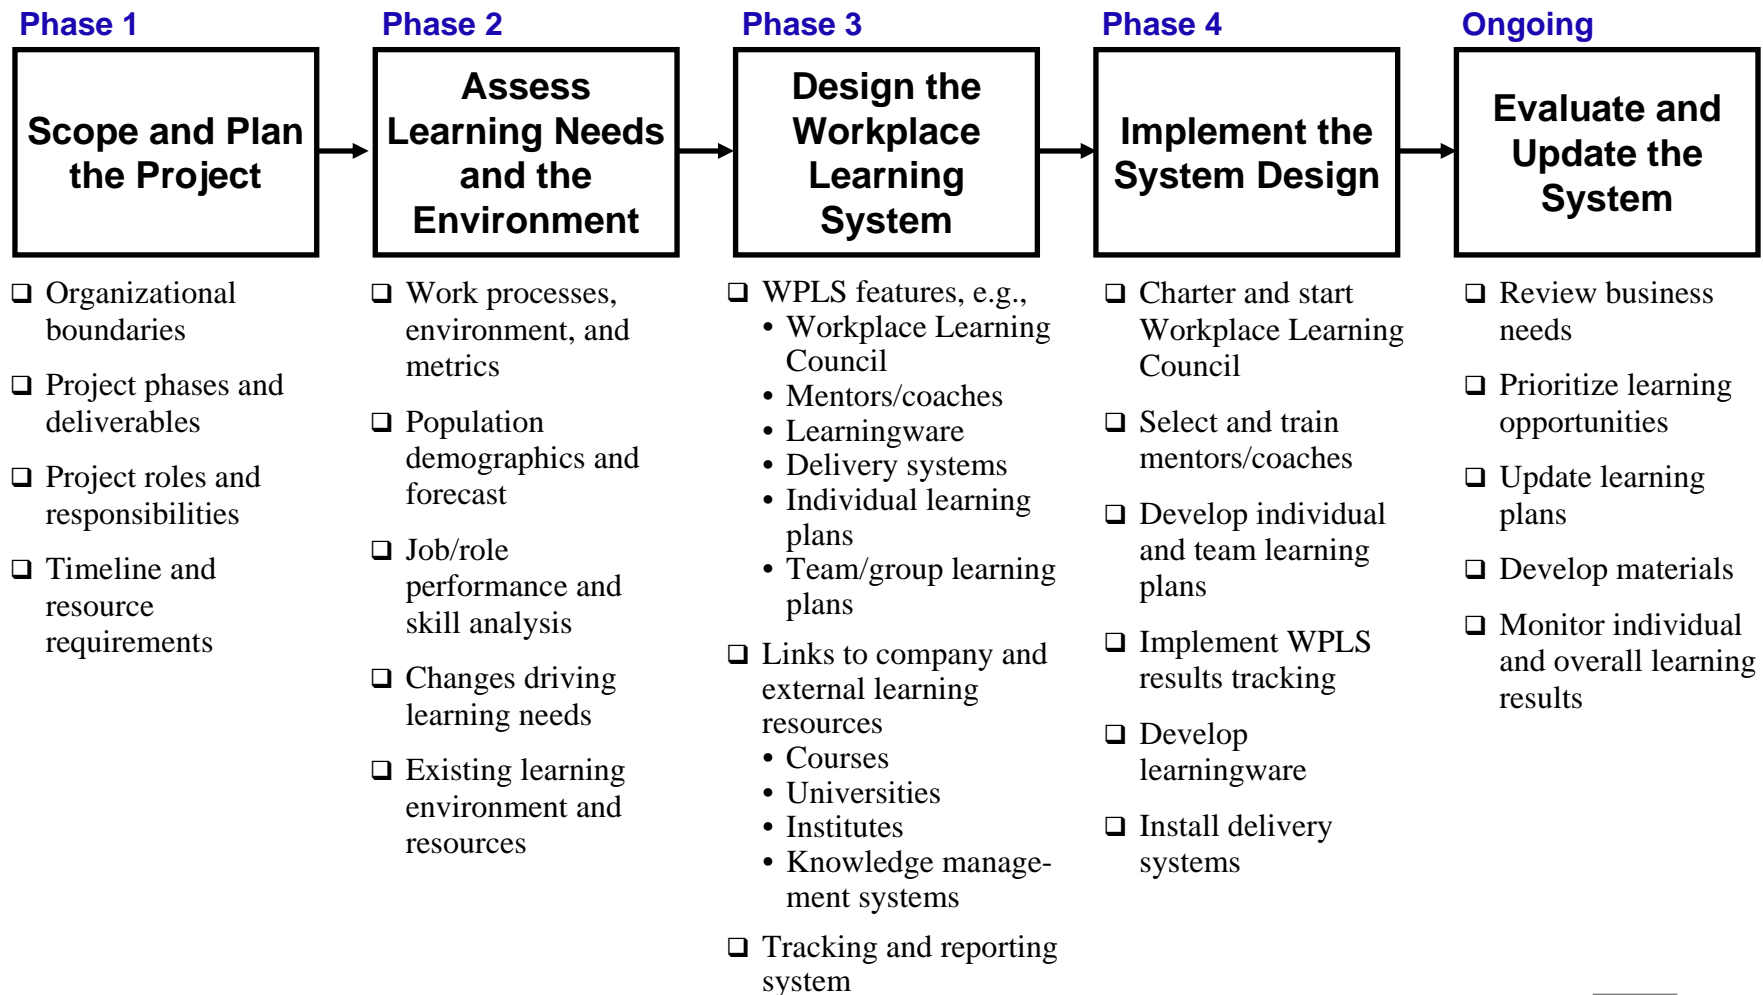 Phase 1
Scope and Plan
the Project
❑ Organizational
boundaries
❑ Project phases and
deliverables
❑ Project roles and
responsibilities
❑ Timeline and
resource
requirements
Phase 2
Assess
Learning Needs
and the
Environment
❑ Work processes,
environment, and
metrics
❑ Population
demographics and
forecast
❑ Job/role
performance and
skill analysis
❑ Changes driving
learning needs
❑ Existing learning
environment and
resources
Phase 3
Design the
Workplace
Learning
System
❑ WPLS features, e.g.,
• Workplace Learning
Council
• Mentors/coaches
• Learningware
• Delivery systems
• Individual learning
plans
• Team/group learning
plans
❑ Links to company and
external learning
resources
• Courses
• Universities
• Institutes
• Knowledge manage-
ment systems
❑ Tracking and reporting
system
Phase 4
Implement the
System Design
❑ Charter and start
Workplace Learning
Council
❑ Select and train
mentors/coaches
❑ Develop individual
and team learning
plans
❑ Implement WPLS
results tracking
❑ Develop
learningware
❑ Install delivery
systems
Ongoing
Evaluate and
Update the
System
❑ Review business
needs
❑ Prioritize learning
opportunities
❑ Update learning
plans
❑ Develop materials
❑ Monitor individual
and overall learning
results